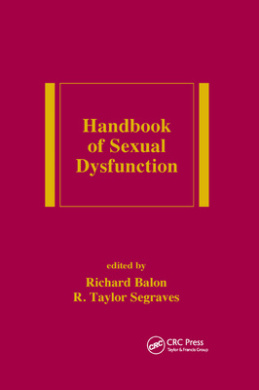 Handbook
of Sexual
Dysfunction
edited by
Richard Balon
R. Taylor Segraves
CRC
CRC Press
Taylor & Francis Group